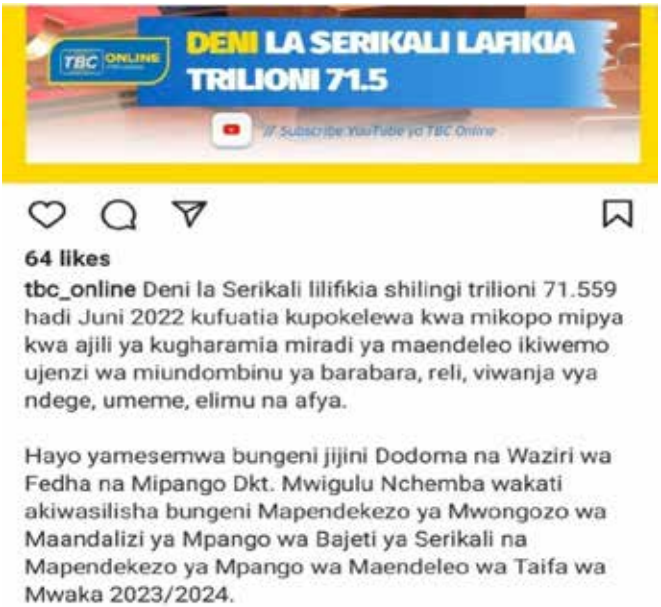 TBC ONLINE
DENI LA SERIKALI LAFIKIA
TRILIONI 71.5
// Subscribe YouTube ya TBC Online
64 likes
tbc_online Deni la Serikali lilifikia shilingi trilioni 71.559
hadi Juni 2022 kufuatia kupokelewa kwa mikopo mipya
kwa ajili ya kugharamia miradi ya maendeleo ikiwemo
ujenzi wa miundombinu ya barabara, reli, viwanja vya
ndege, umeme, elimu na afya.
Hayo yamesemwa bungeni jijini Dodoma na Waziri wa
Fedha na Mipango Dkt. Mwigulu Nchemba wakati
akiwasilisha bungeni Mapendekezo ya Mwongozo wa
Maandalizi ya Mpango wa Bajeti ya Serikali na
Mapendekezo ya Mpango wa Maendeleo wa Taifa wa
Mwaka 2023/2024.